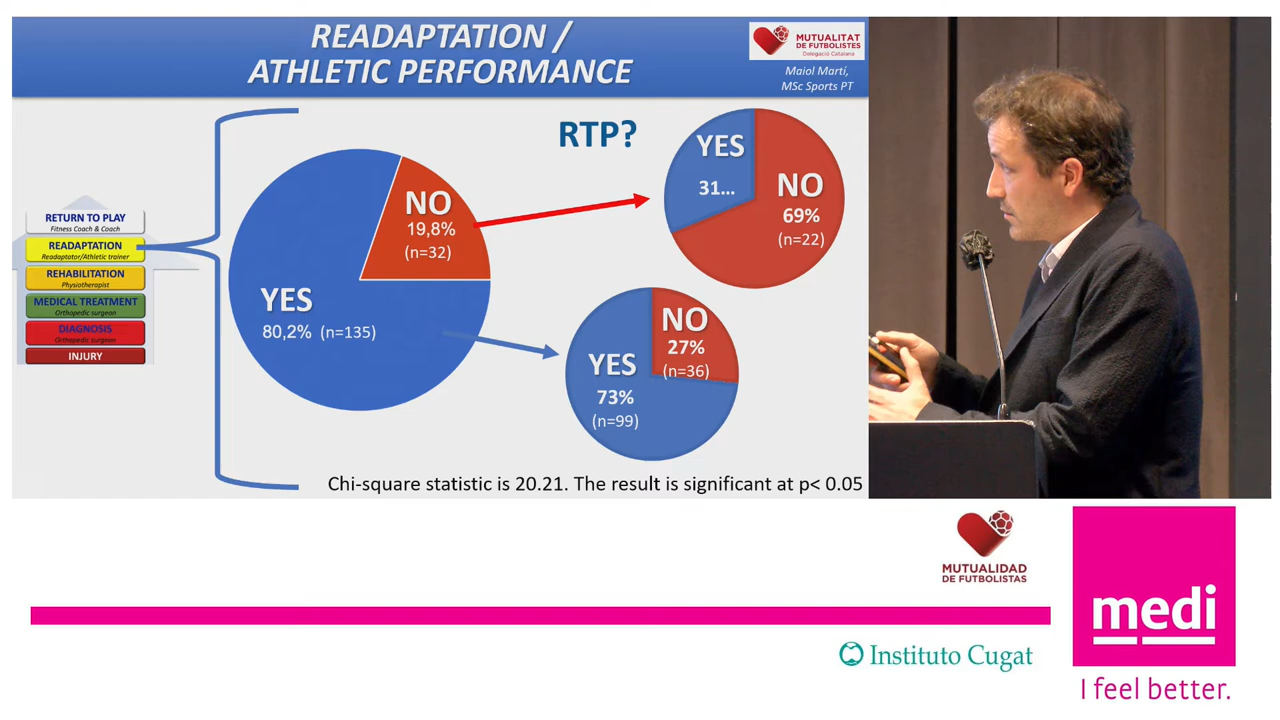 READAPTATION /
ATHLETIC PERFORMANCE
MUTUALITAT
DE FUTBOLISTES
Delegació Catalana
Maiol Martí,
MSc Sports PT
RTP?
YES
31...
NO
69%
(n=22)
NO
19,8%
(n=32)
YES
80,2% (n=135)
NO
27%
(n=36)
YES
73%
(n=99)
RETURN TO PLAY
Fitness Coach & Coach
READAPTATION
Readaptator/Athletic trainer
REHABILITATION
Physiotherapist
MEDICAL TREATMENT
Orthopedic surgeon
DIAGNOSIS
Orthopedic surgeon
INJURY
Chi-square statistic is 20.21. The result is significant at p< 0.05
MUTUALIDAD
DE FUTBOLISTAS
medi
Instituto Cugat
I feel better.